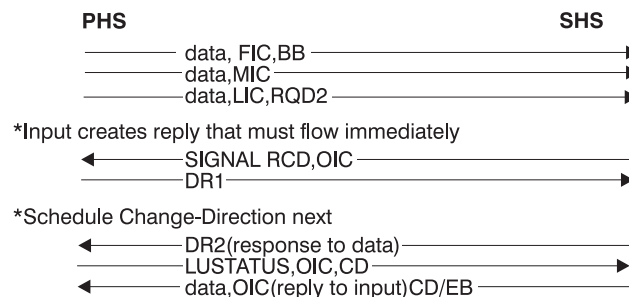 PHS SHS
data, FIC,BB
data,MIC
data,LIC,RQD2
*Input creates reply that must flow immediately
SIGNAL RCD,OIC
DR1
*Schedule Change-Direction next
DR2(response to data)
LUSTATUS,OIC,CD
data,OIC(reply to input)CD/EB